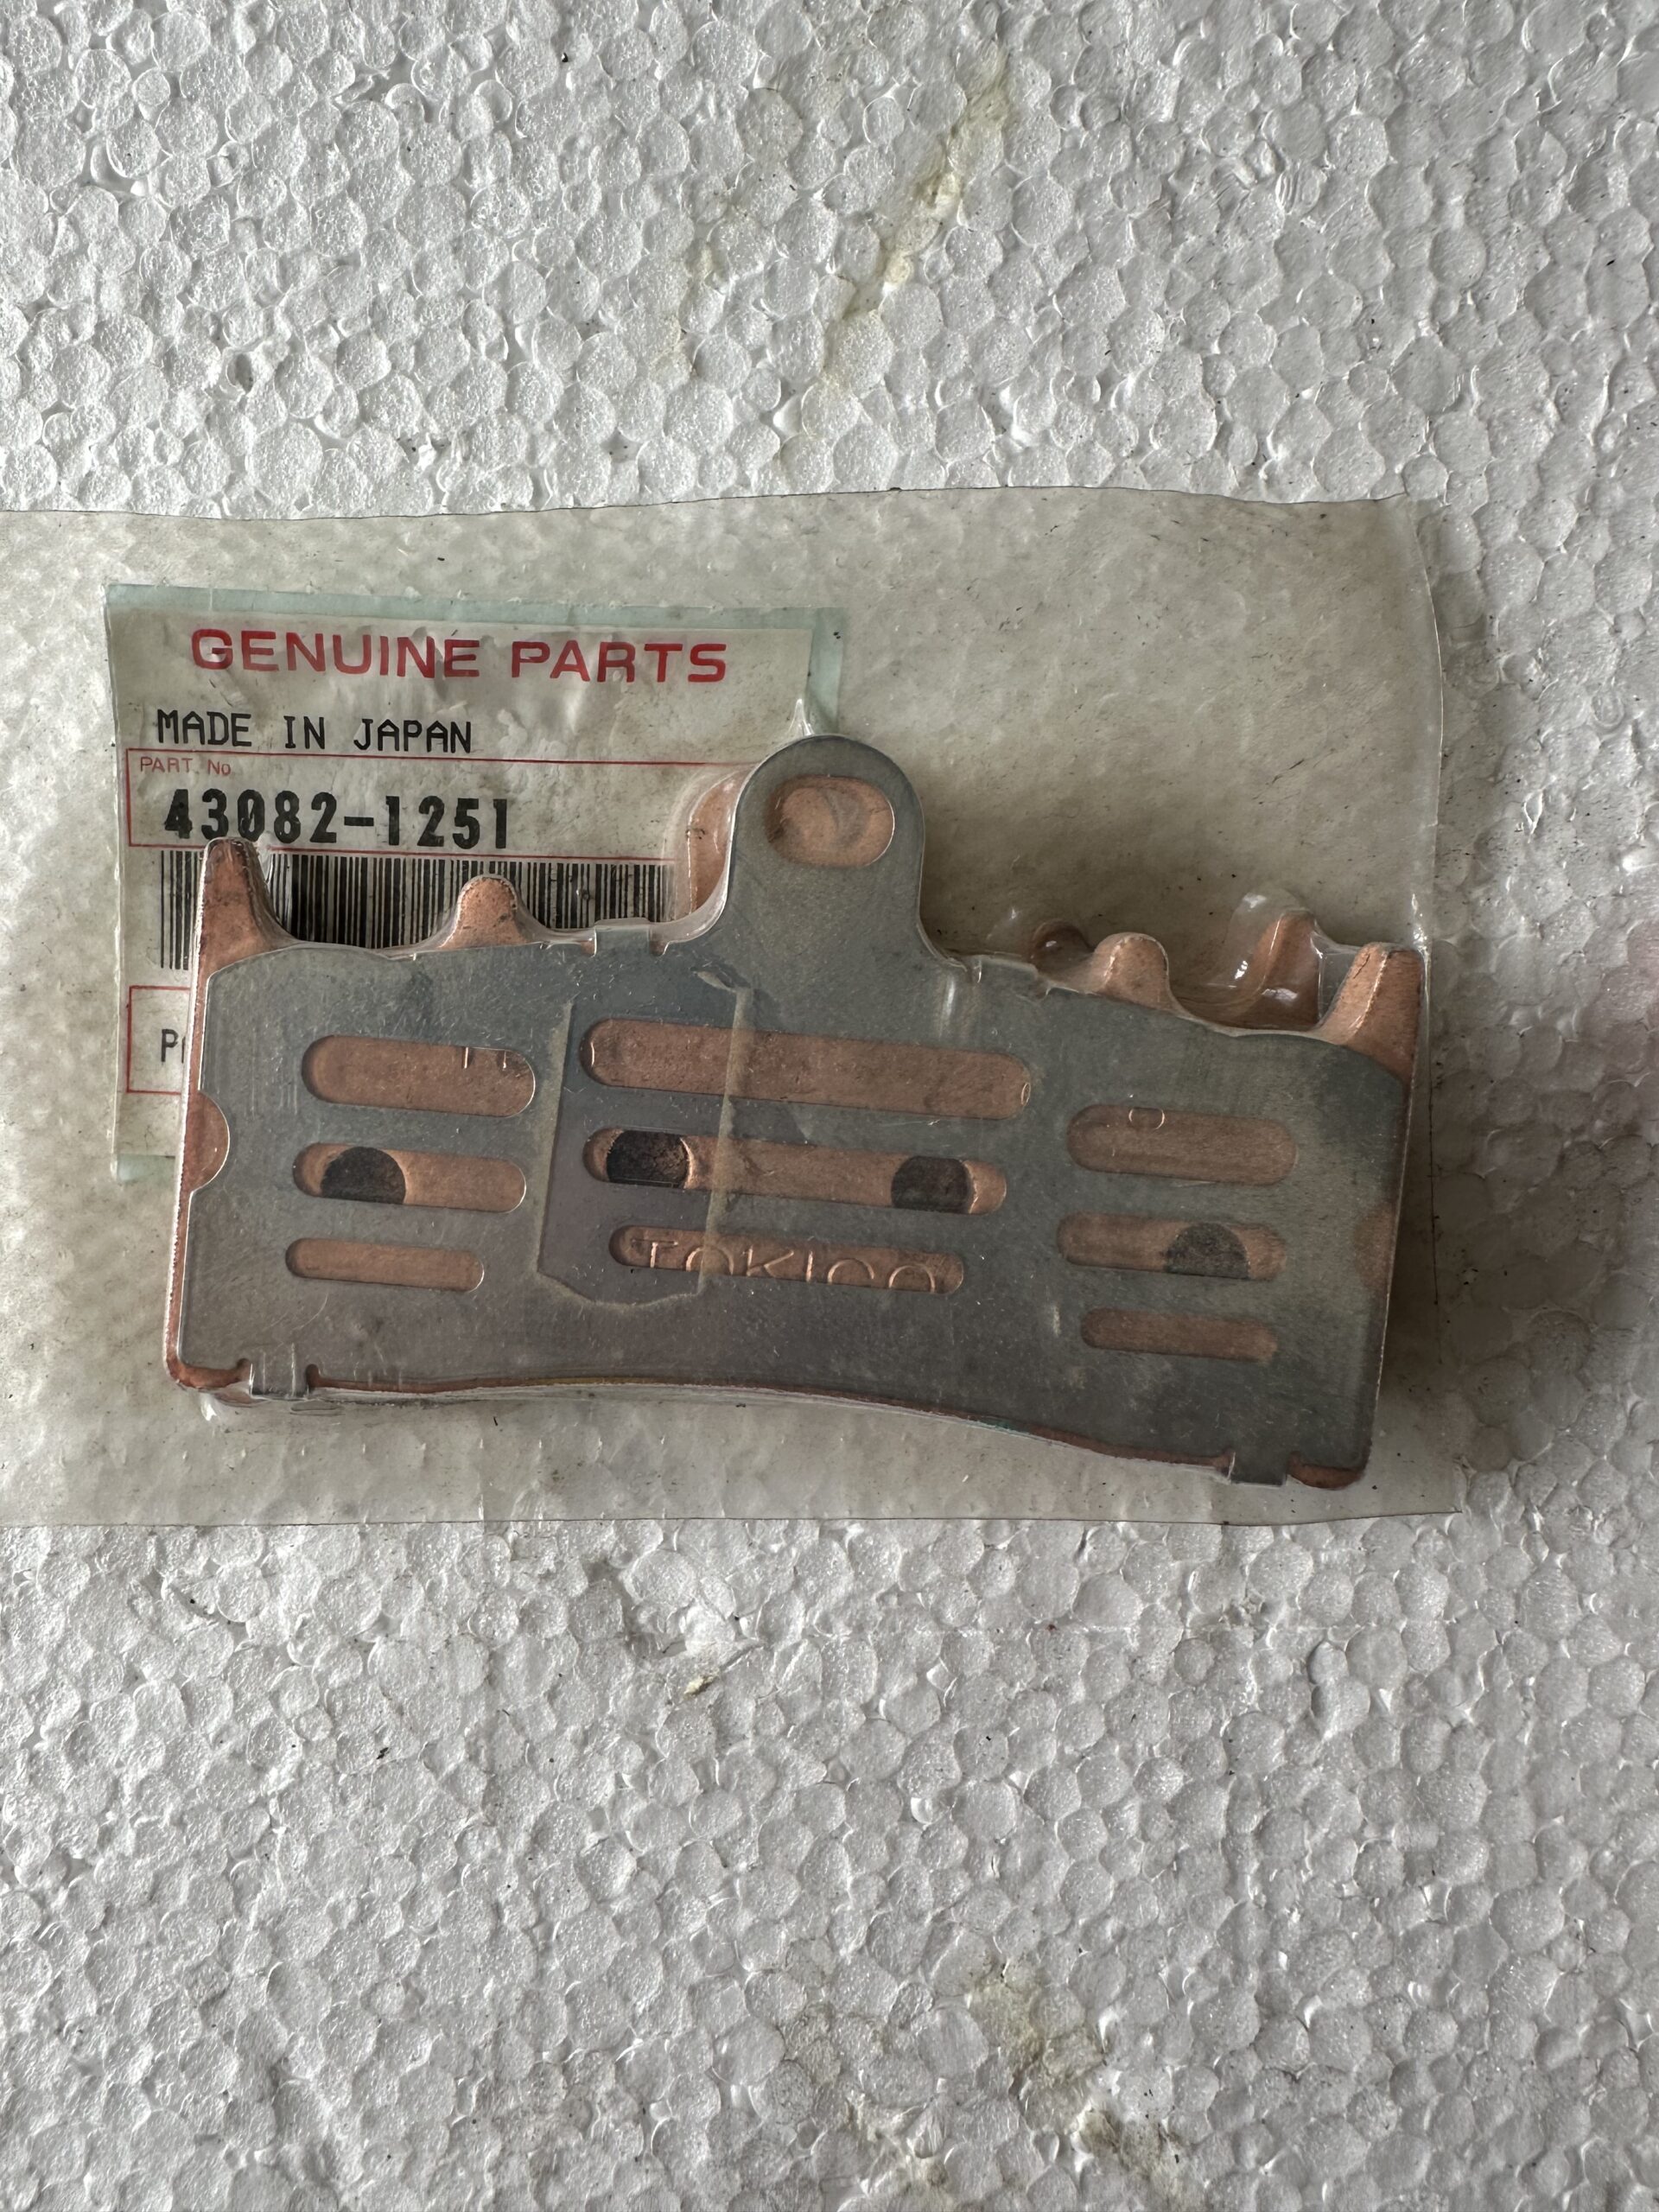 GENUINE PARTS
MADE IN JAPAN
PART. No
43082-1251
TOKICO